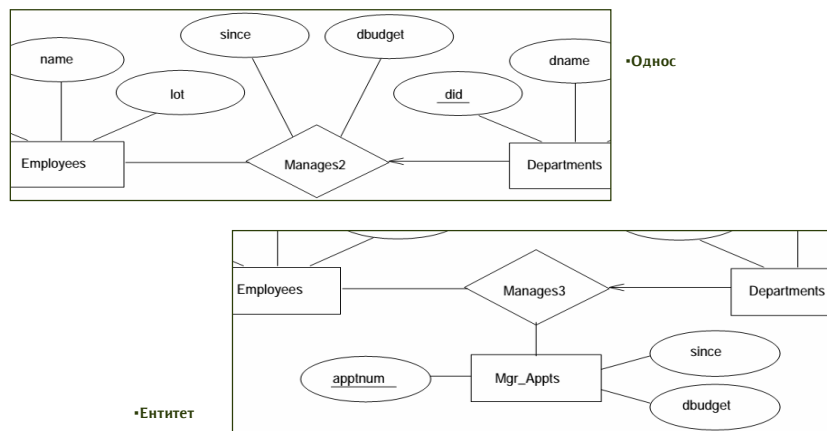 since
dbudget
name
dname
•Однос
lot
did
Employees
Manages2
Departments
Employees
Manages3
Departments
since
apptnum
Mgr_Appts
dbudget
•Ентитет